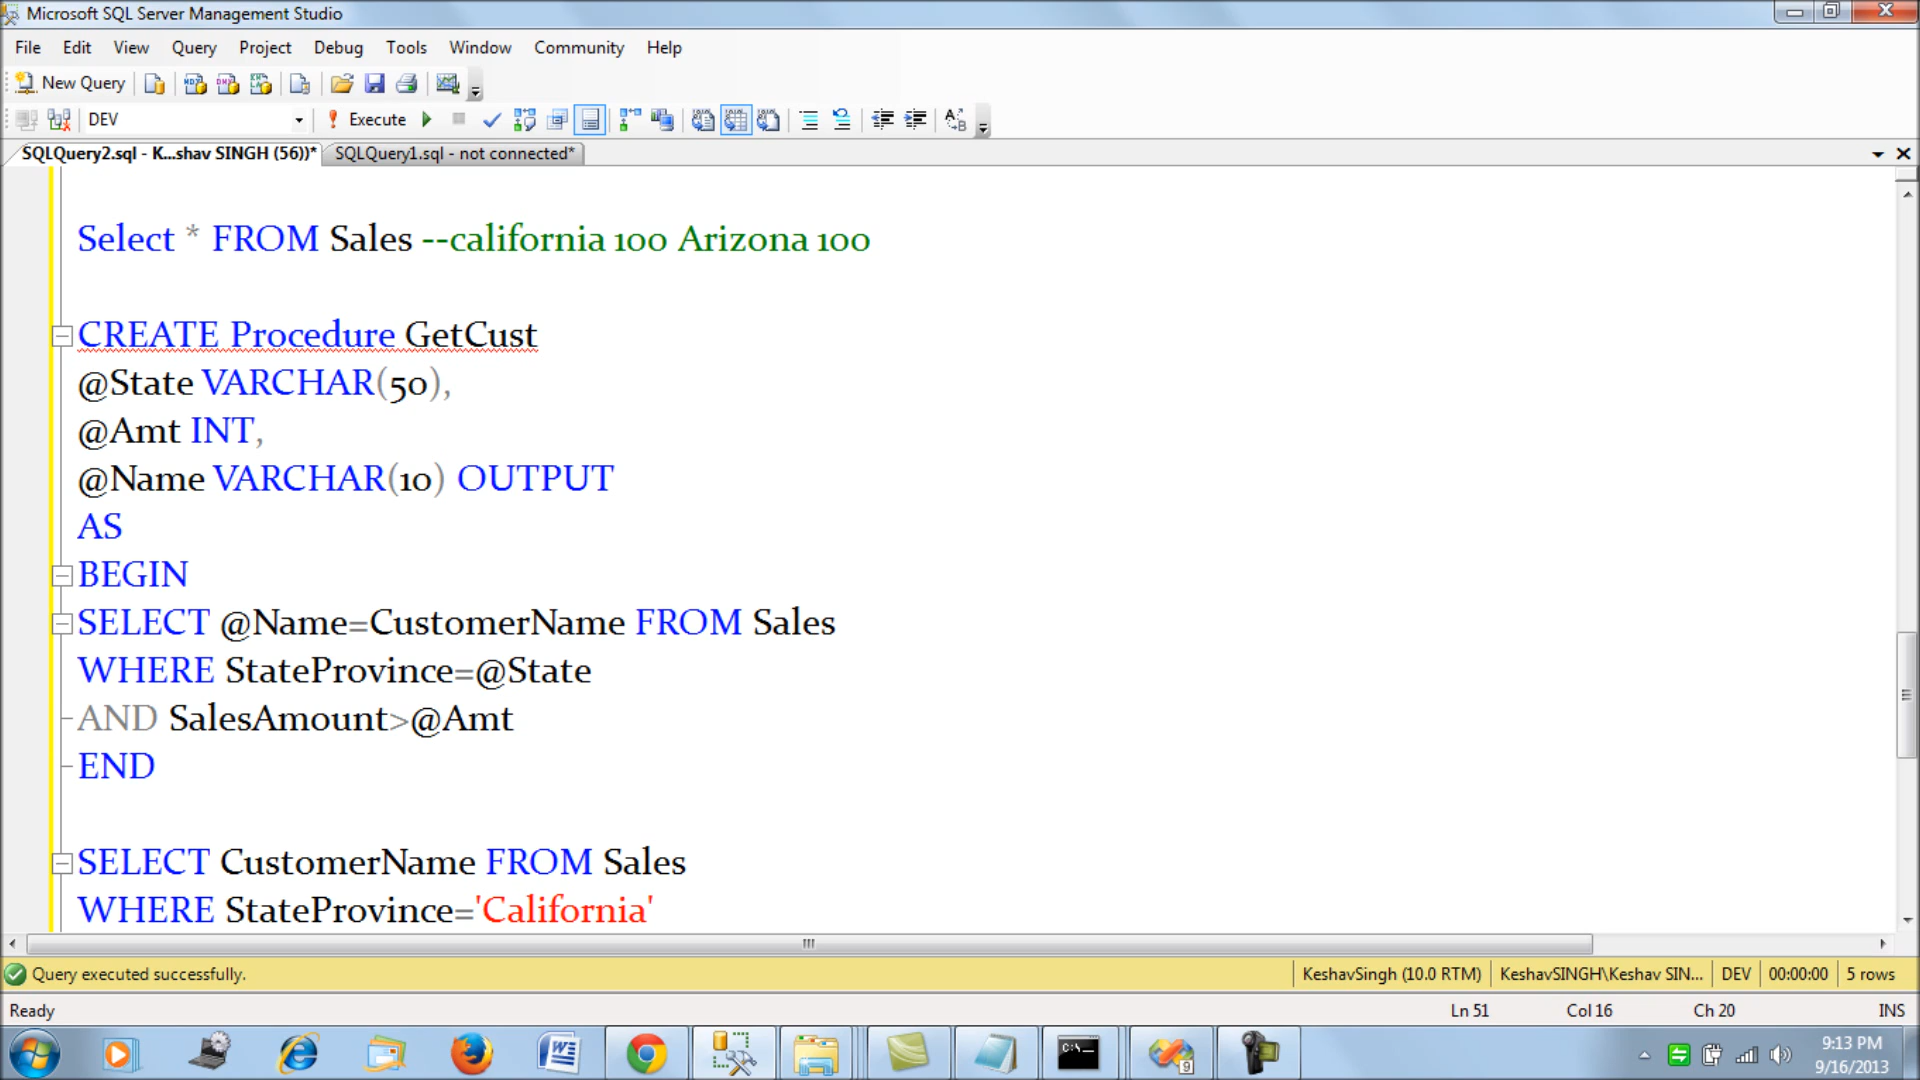 Microsoft SQL Server Management Studio
File Edit View Query Project Debug Tools Window Community Help
New Query
DEV Execute
SQLQuery2.sql - K...shav SINGH (56))* SQLQuery1.sql - not connected*
Select * FROM Sales --california 100 Arizona 100
CREATE Procedure GetCust
@State VARCHAR(50),
@Amt INT,
@Name VARCHAR(10) OUTPUT
AS
BEGIN
SELECT @Name=CustomerName FROM Sales
WHERE StateProvince=@State
AND SalesAmount>@Amt
END
SELECT CustomerName FROM Sales
WHERE StateProvince='California'
Query executed successfully. KeshavSingh (10.0 RTM) KeshavSINGH\Keshav SIN... DEV 00:00:00 5 rows
Ready Ln 51 Col 16 Ch 20 INS
9:13 PM
9/16/2013